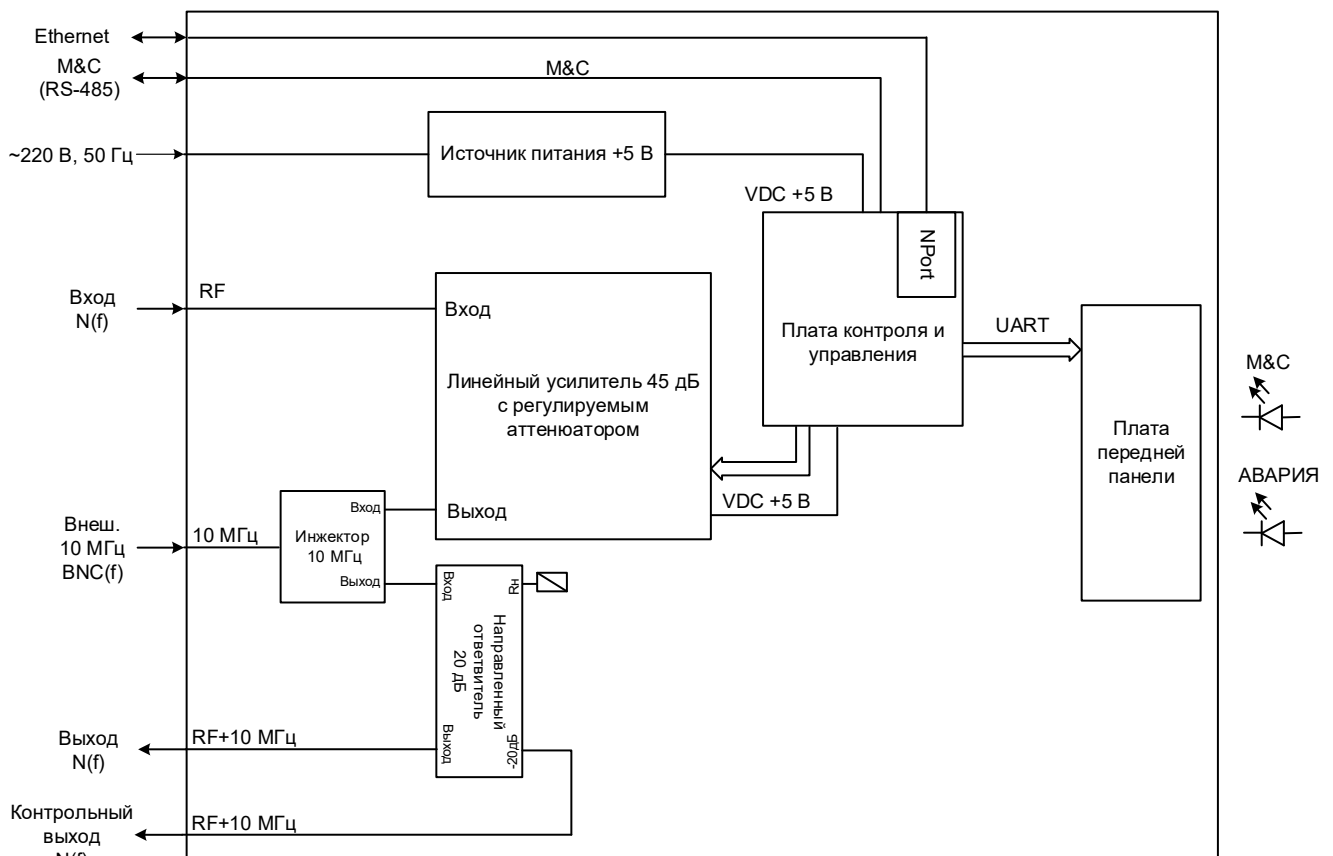 Ethernet
M&C
(RS-485)
M&C
~220 В, 50 Гц
Источник питания +5 В
VDC +5 В
NPort
Вход
N(f)
RF
Вход
Плата контроля и
управления
UART
Линейный усилитель 45 дБ
с регулируемым
аттенюатором
M&C
Плата
передней
панели
АВАРИЯ
Выход
VDC +5 В
Внеш.
10 МГц
BNC(f)
10 МГц
Вход
Инжектор
10 МГц
Выход
Вход
Rн
Направленный
ответвитель
20 дБ
Выход
-20дБ
Выход
N(f)
RF+10 МГц
Контрольный
выход
N(f)
RF+10 МГц